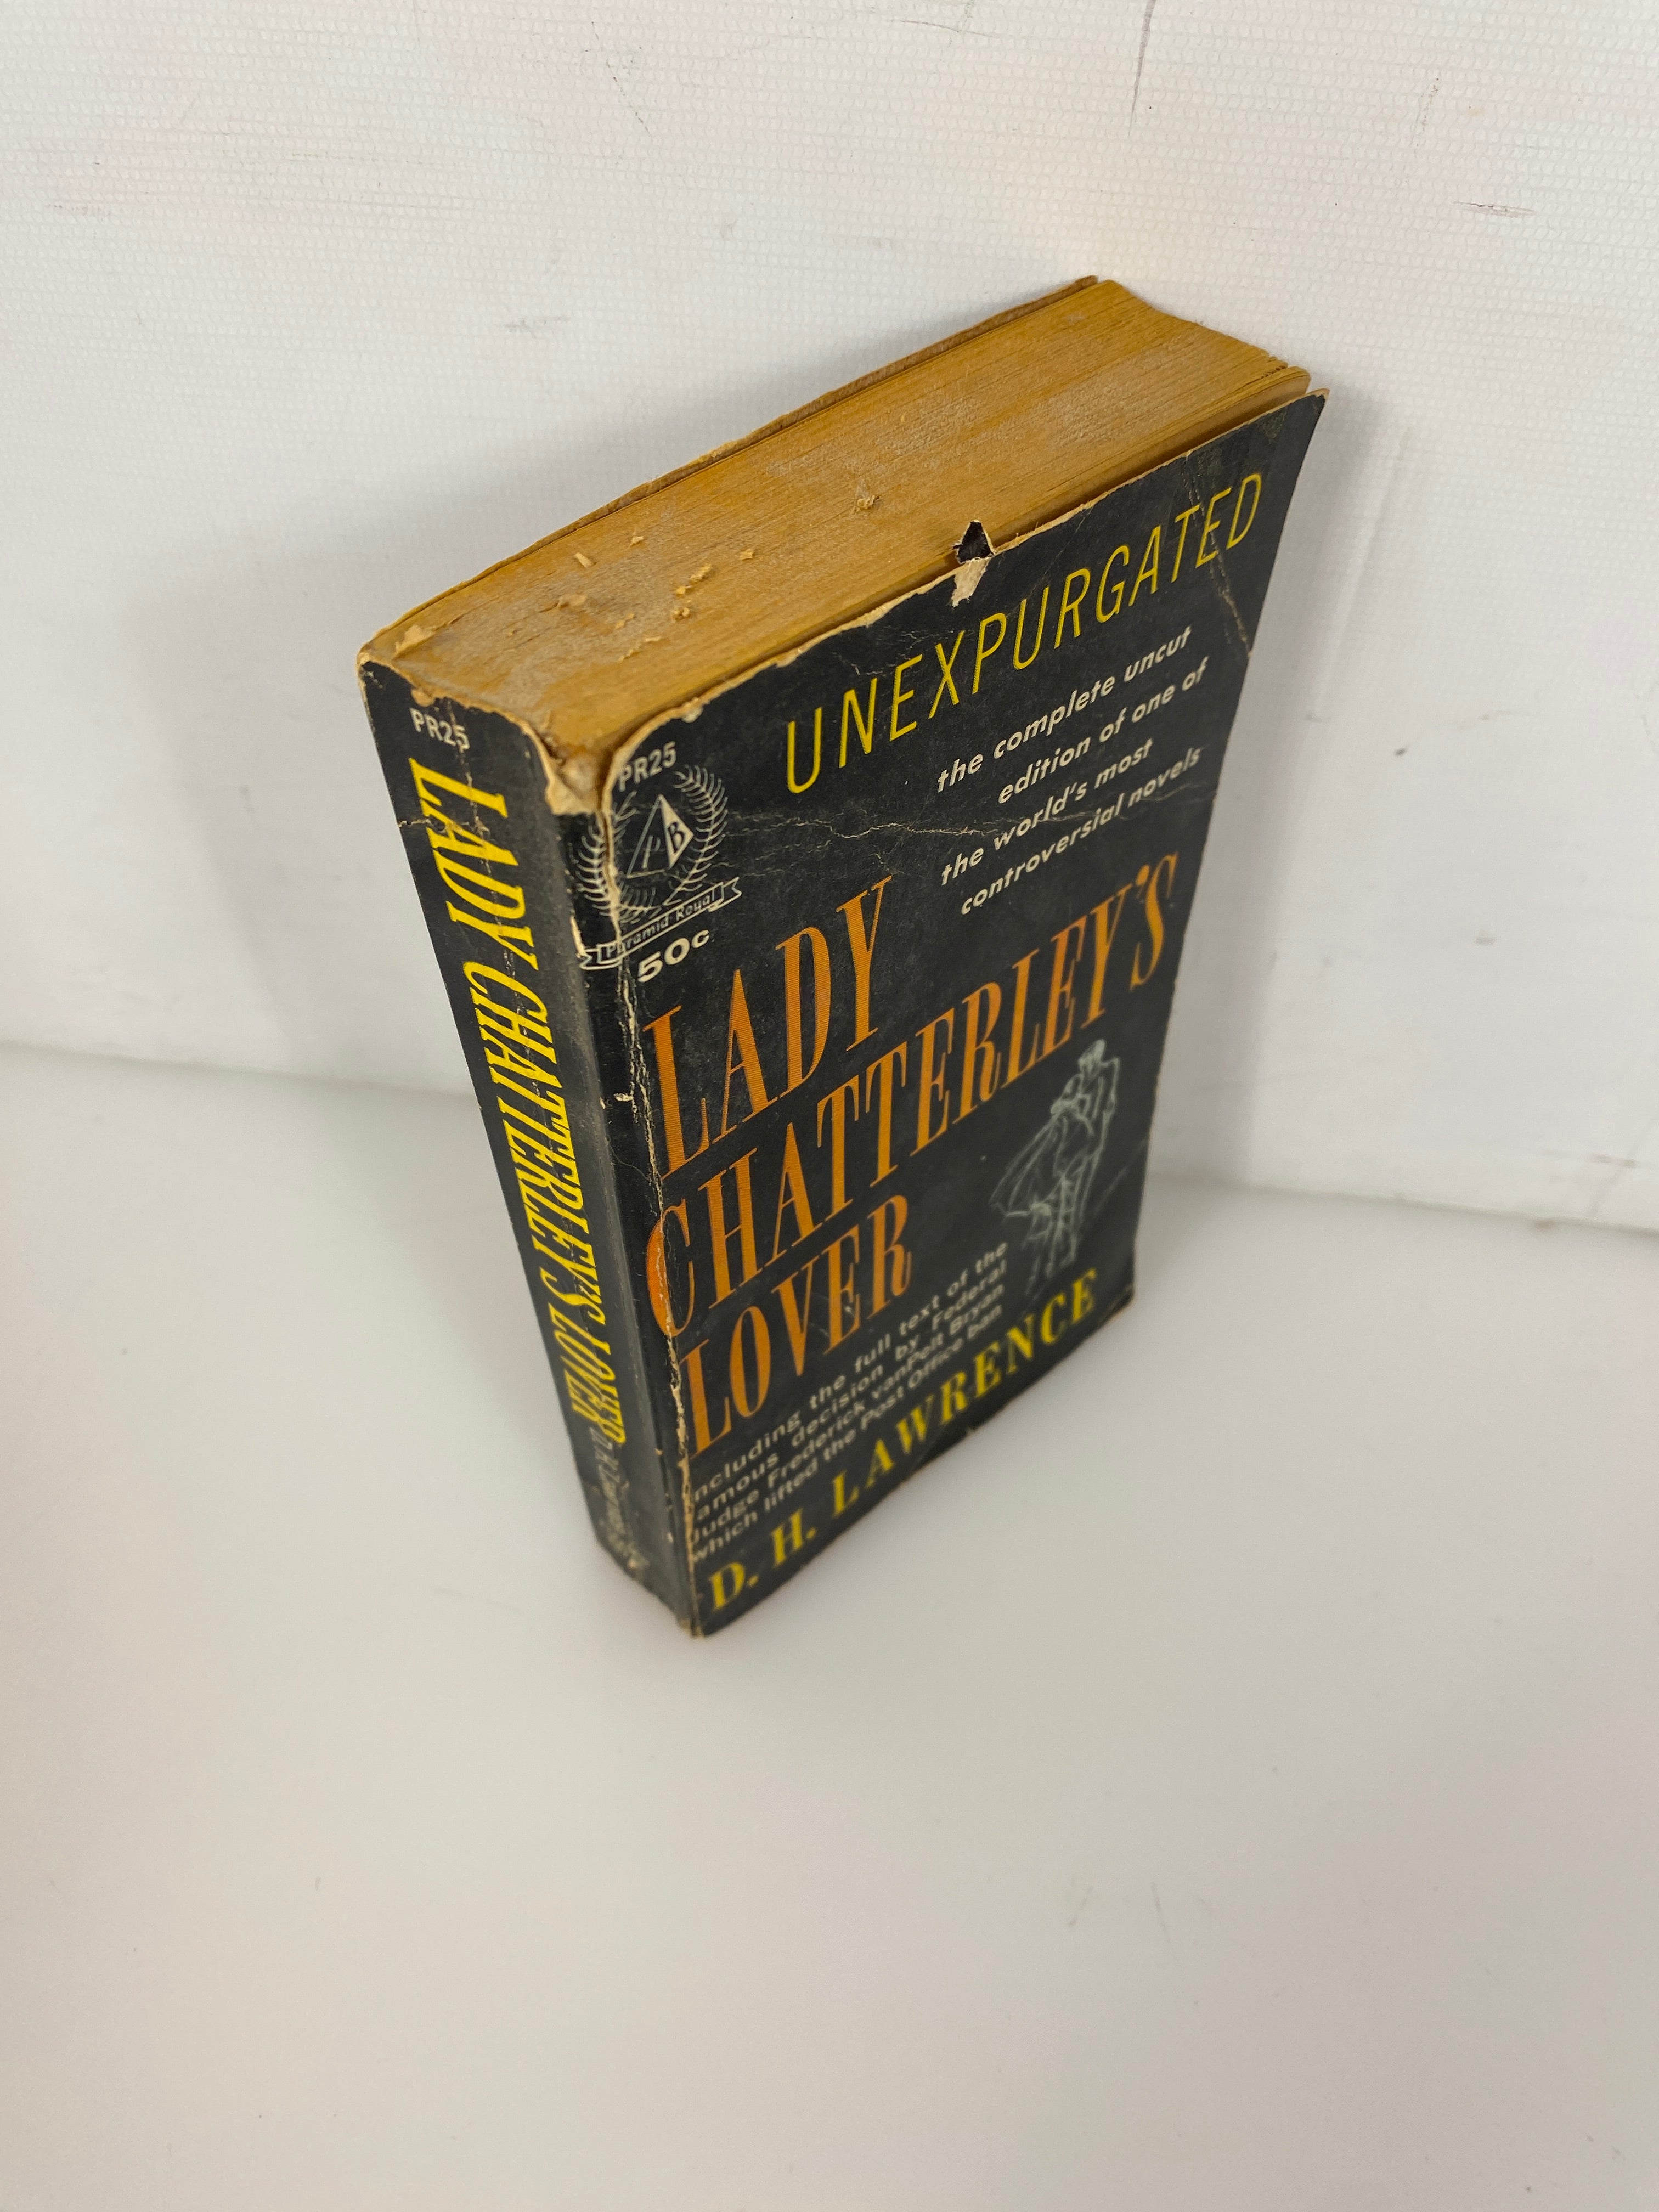 PR25
LADY CHATTERLEY'S LOVER
PR25
PB
Pyramid Royal
50c
UNEXPURGATED
the complete uncut
edition of one of
the world's most
controversial novels
LADY
CHATTERLEY'S
LOVER
including the full text of the
famous decision by Federal
Judge Frederick vanPelt Bryan
which lifted the Post Office ban
D. H. LAWRENCE